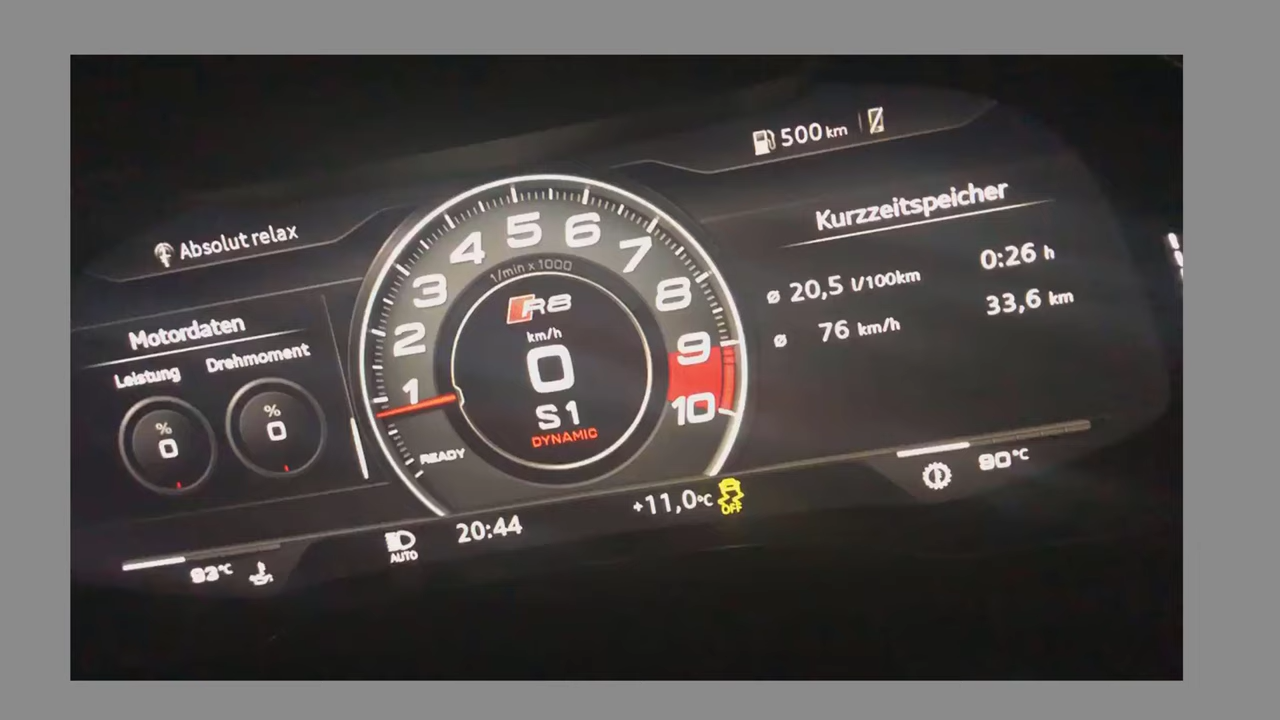 500 km
Absolut relax
Kurzzeitspeicher
ø 20,5 l/100km 0:26 h
ø 76 km/h 33,6 km
Motordaten
Leistung Drehmoment
% 0
% 0
1 2 3 4 5 6 7 8 9 10
1/min x 1000
R8
km/h
0
S1
DYNAMIC
READY
90°C
+11,0°C
OFF
20:44
AUTO
93°C